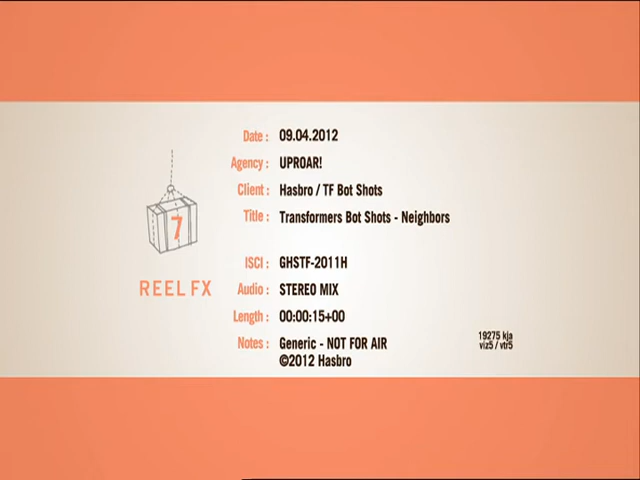 Date : 09.04.2012
Agency : UPROAR!
Client : Hasbro / TF Bot Shots
Title : Transformers Bot Shots - Neighbors
7
REEL FX
ISCI : GHSTF-2011H
Audio : STEREO MIX
Length : 00:00:15+00
Notes : Generic - NOT FOR AIR
©2012 Hasbro
19275 kja
viz5 / vtr5